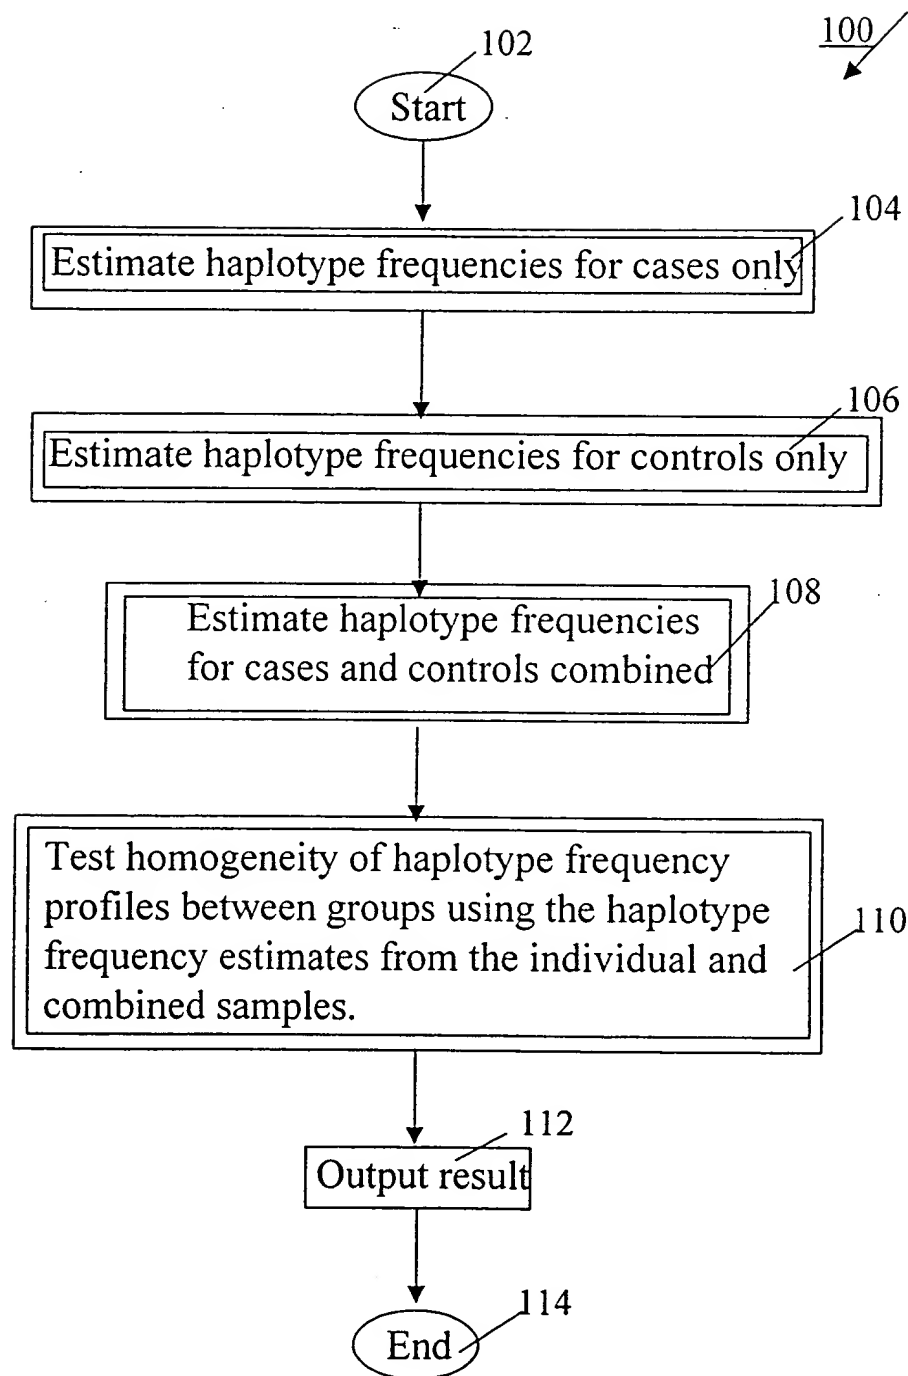 100
102
Start
104
Estimate haplotype frequencies for cases only
106
Estimate haplotype frequencies for controls only
108
Estimate haplotype frequencies
for cases and controls combined
Test homogeneity of haplotype frequency
profiles between groups using the haplotype
frequency estimates from the individual and
combined samples.
110
112
Output result
114
End